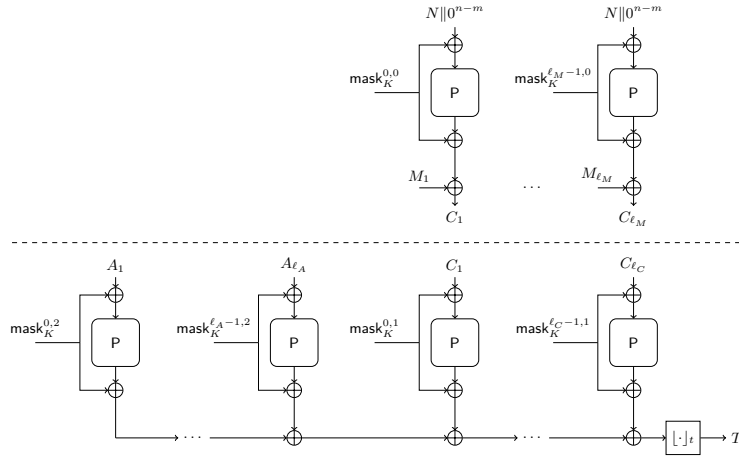 N∥0^{n−m} N∥0^{n−m}
mask_K^{0,0} P mask_K^{ℓ_M−1,0} P
M_1 ··· M_{ℓ_M}
C_1 C_{ℓ_M}
A_1 A_{ℓ_A} C_1 C_{ℓ_C}
mask_K^{0,2} P mask_K^{ℓ_A−1,2} P mask_K^{0,1} P mask_K^{ℓ_C−1,1} P
··· ··· ⌊·⌋_t T